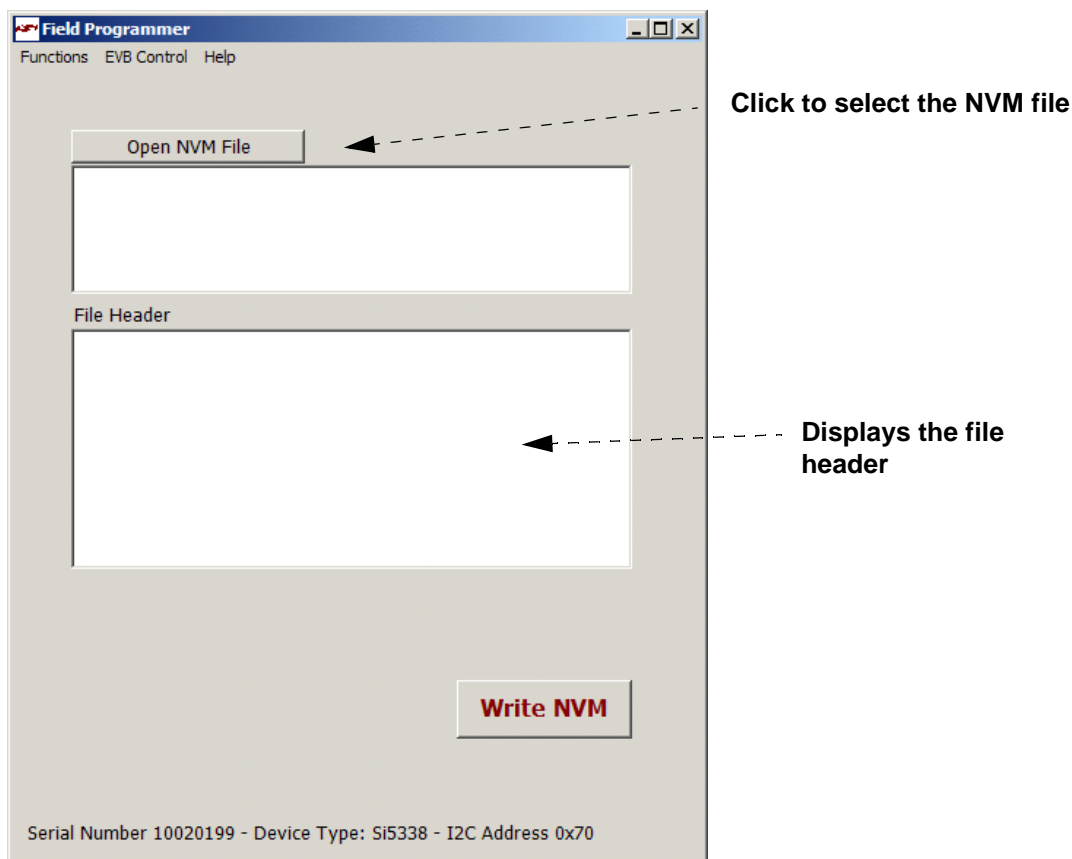 Field Programmer
Functions EVB Control Help
Click to select the NVM file
Open NVM File
File Header
Displays the file
header
Write NVM
Serial Number 10020199 - Device Type: Si5338 - I2C Address 0x70